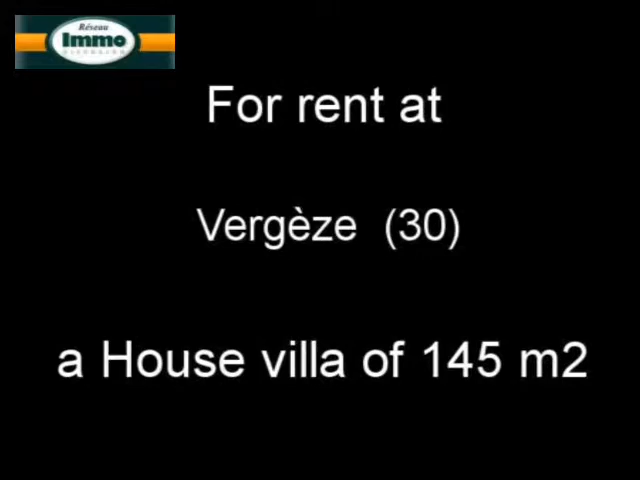 Réseau
Immo
For rent at
Vergèze (30)
a House villa of 145 m2